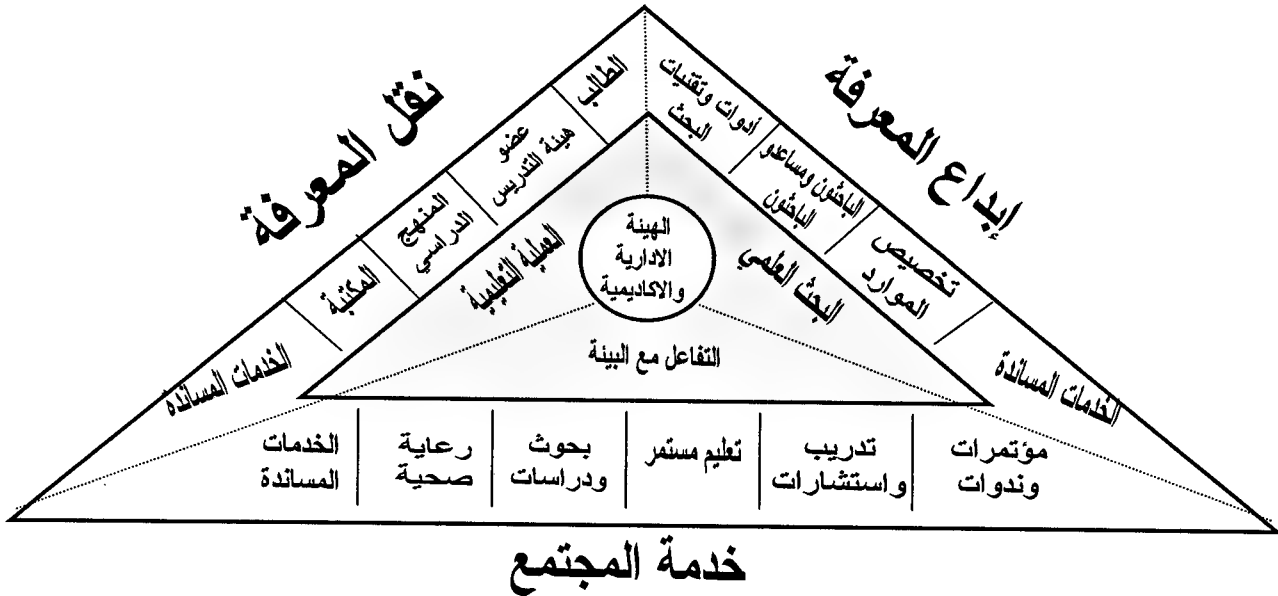 إبداع المعرفة
نقل المعرفة
أدوات وتقنيات
البحث
الباحثون ومساعدو
الباحثون
تخصيص
الموارد
الخدمات المساندة
الطالب
عضو
هيئة التدريس
المنهج
الدراسي
المكتبة
الخدمات المساندة
البحث العلمي
العملية التعليمية
الهيئة
الادارية
والاكاديمية
التفاعل مع البيئة
مؤتمرات
وندوات
تدريب
واستشارات
تعليم مستمر
بحوث
ودراسات
رعاية
صحية
الخدمات
المساندة
خدمة المجتمع